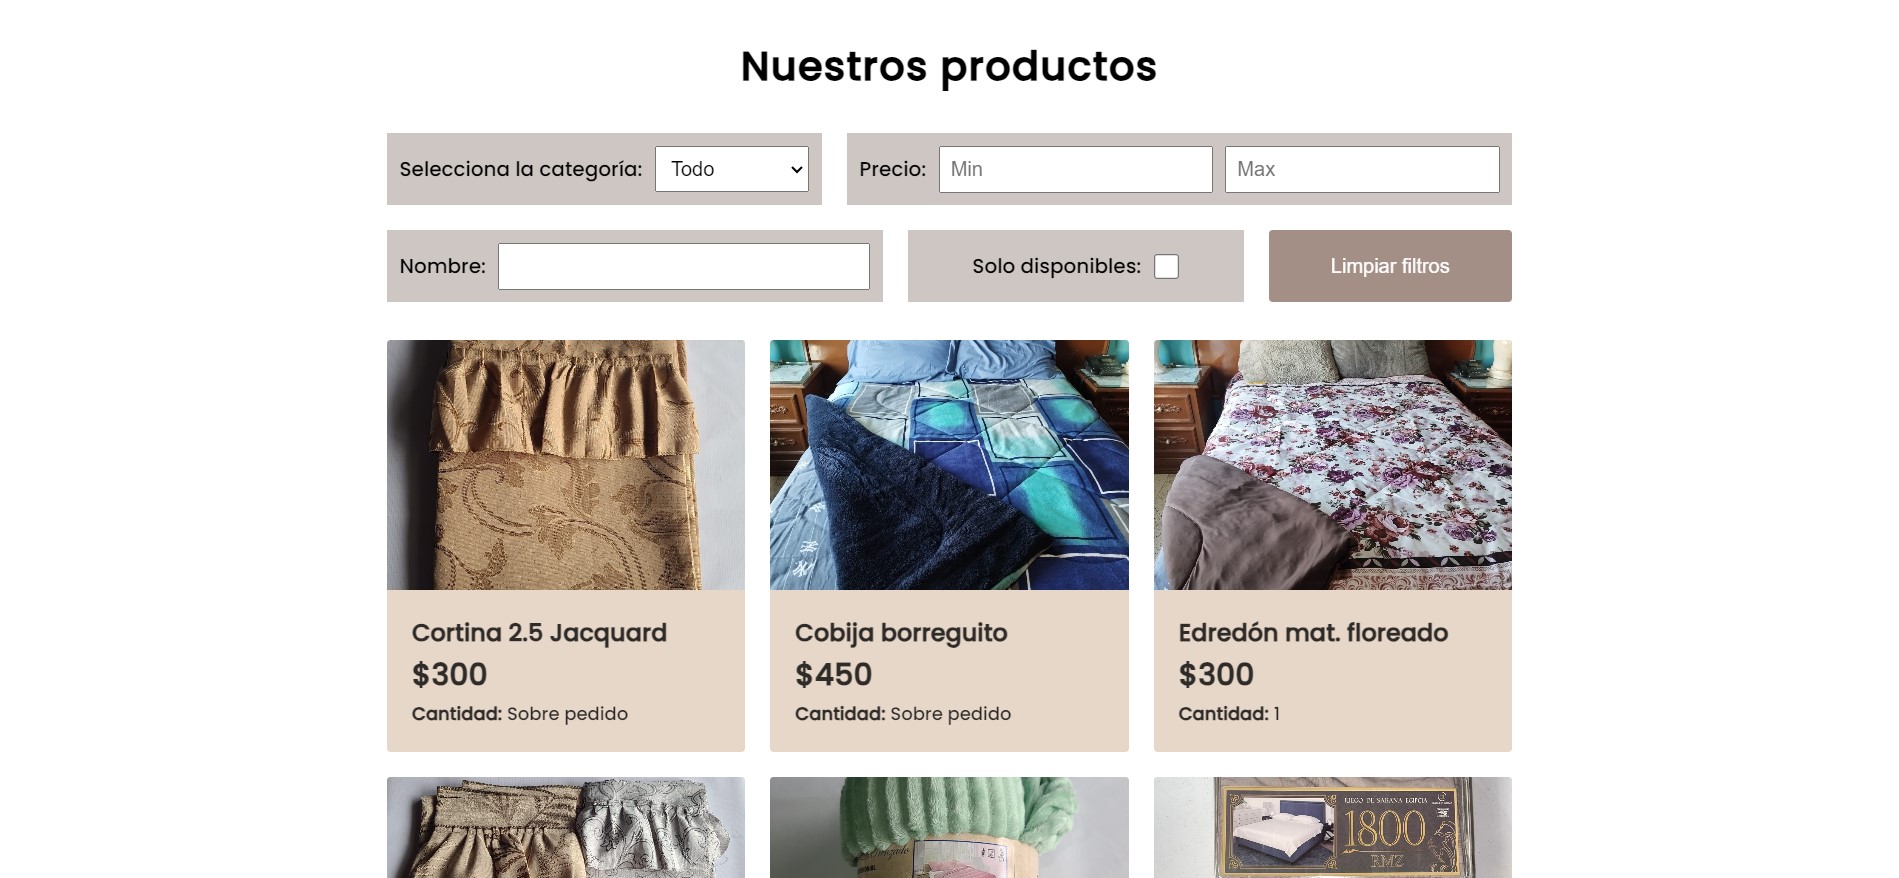 Nuestros productos
Selecciona la categoría: Todo
Precio: Min Max
Nombre:
Solo disponibles:
Limpiar filtros
Cortina 2.5 Jacquard
$300
Cantidad: Sobre pedido
Cobija borreguito
$450
Cantidad: Sobre pedido
Edredón mat. floreado
$300
Cantidad: 1
JUEGO DE SABANA EGIPCIA
1800
RMZ